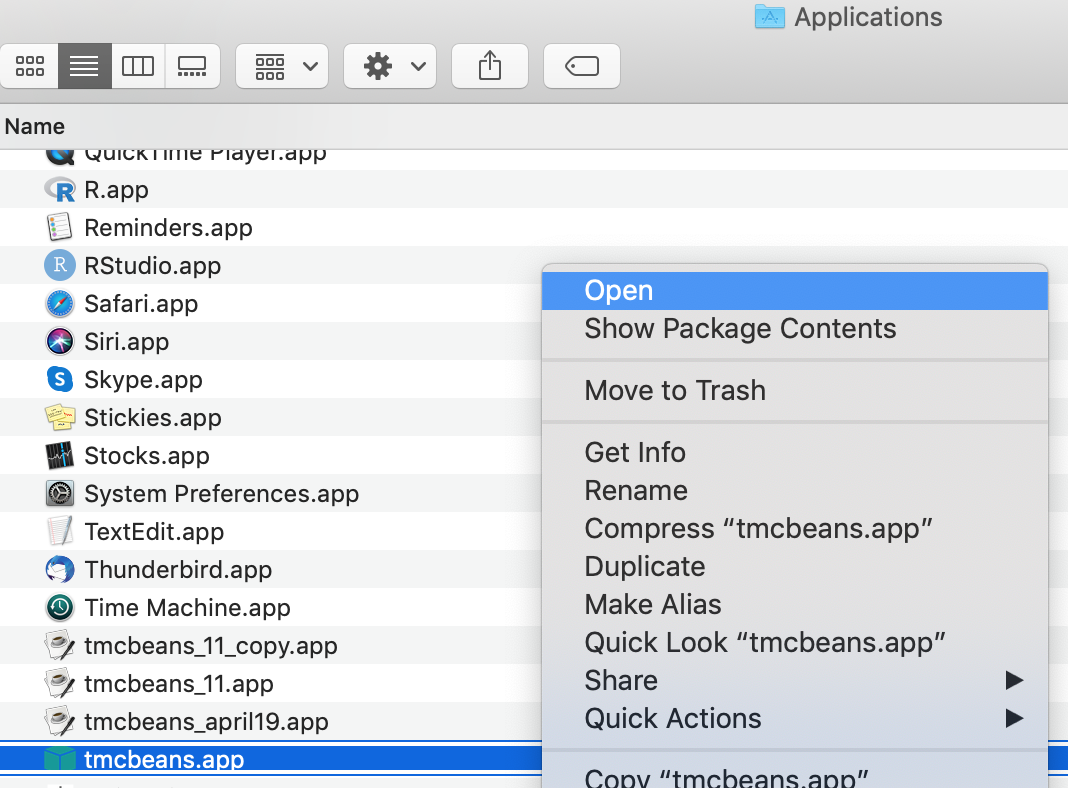 Applications
Name
QuickTime Player.app
R.app
Reminders.app
R
RStudio.app
Safari.app
Siri.app
S
Skype.app
Stickies.app
Stocks.app
System Preferences.app
TextEdit.app
Thunderbird.app
Time Machine.app
tmcbeans_11_copy.app
tmcbeans_11.app
tmcbeans_april19.app
tmcbeans.app
Open
Show Package Contents
Move to Trash
Get Info
Rename
Compress “tmcbeans.app”
Duplicate
Make Alias
Quick Look “tmcbeans.app”
Share
Quick Actions
Copy “tmcbeans.app”